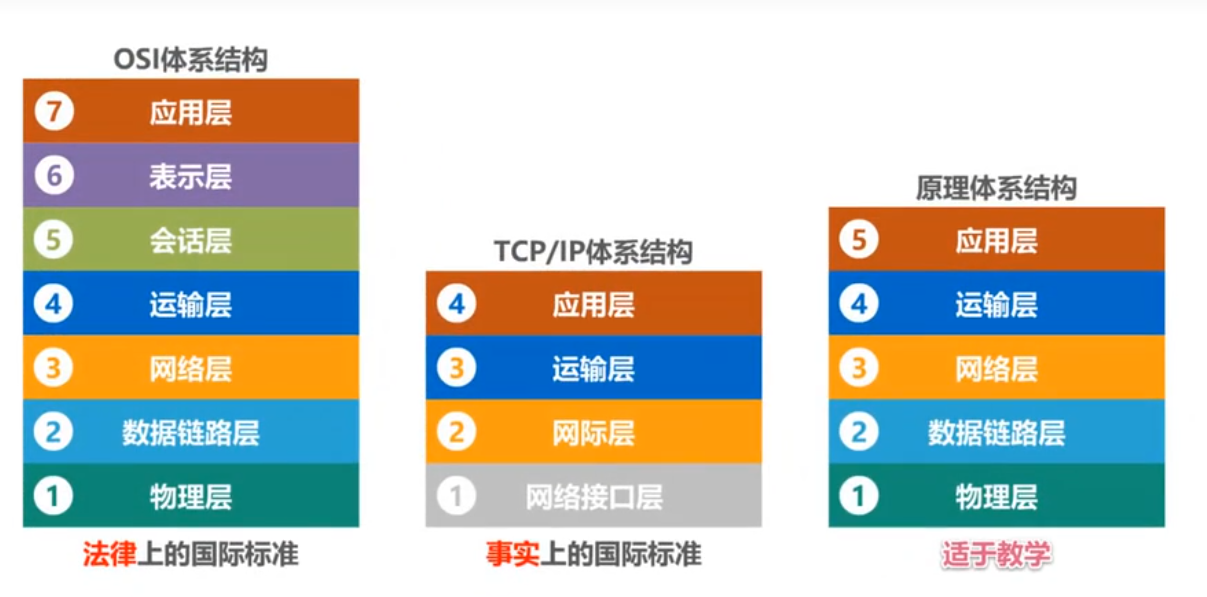 OSI体系结构
7 应用层
6 表示层
5 会话层
4 运输层
3 网络层
2 数据链路层
1 物理层
法律上的国际标准
TCP/IP体系结构
4 应用层
3 运输层
2 网际层
1 网络接口层
事实上的国际标准
原理体系结构
5 应用层
4 运输层
3 网络层
2 数据链路层
1 物理层
适于教学